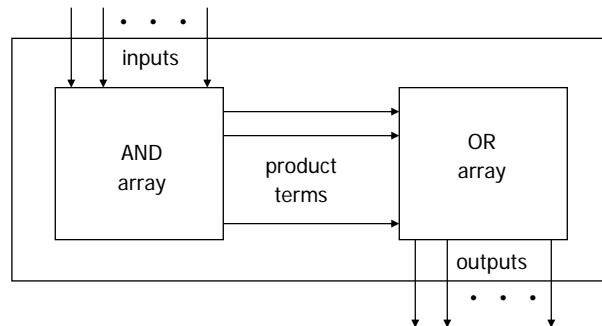 inputs
AND
array
product
terms
OR
array
outputs